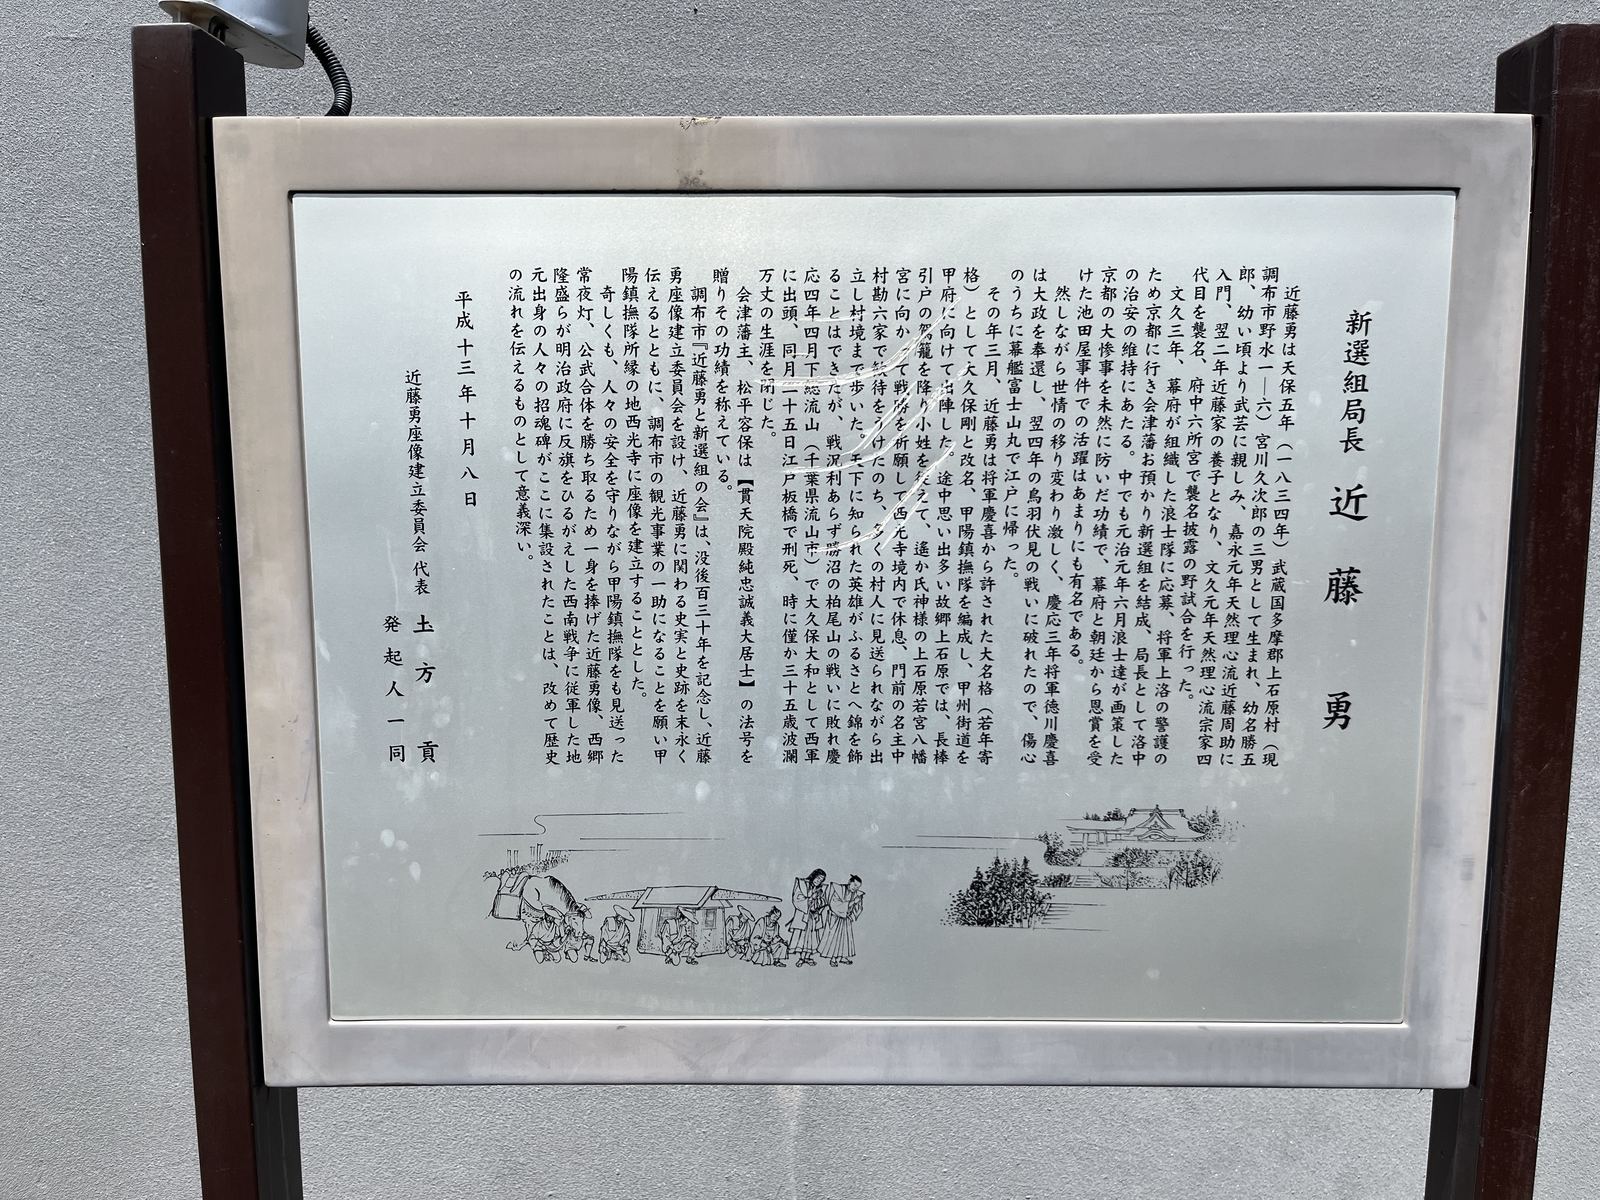 新選組局長 近藤 勇
近藤勇は天保五年（一八三四年）武蔵国多摩郡上石原村（現
調布市野水一―六）宮川久次郎の三男として生まれ、幼名勝五
郎、幼い頃より武芸に親しみ、嘉永元年天然理心流近藤周助に
入門、翌二年近藤家の養子となり、文久元年天然理心流宗家四
代目を襲名、府中六所宮で襲名披露の野試合を行った。
文久三年、幕府が組織した浪士隊に応募、将軍上洛の警護の
ため京都に行き会津藩お預かり新選組を結成、局長として洛中
の治安の維持にあたる。中でも元治元年六月浪士達が画策した
京都の大惨事を未然に防いだ功績で、幕府と朝廷から恩賞を受
けた池田屋事件での活躍はあまりにも有名である。
然しながら世情の移り変わり激しく、慶応三年将軍徳川慶喜
は大政を奉還し、翌四年の鳥羽伏見の戦いに破れたので、傷心
のうちに幕艦富士山丸で江戸に帰った。
その年三月、近藤勇は将軍慶喜から許された大名格（若年寄
格）として大久保剛と改名、甲陽鎮撫隊を編成し、甲州街道を
甲府に向けて出陣した。途中思い出多い故郷上石原では、長棒
引戸の駕籠を降り小姓を従えて、遙か氏神様の上石原若宮八幡
宮に向かって戦勝を祈願して西光寺境内で休息、門前の名主中
村勘六家で接待をうけたのち、多くの村人に見送られながら出
立し村境まで歩いた。天下に知られた英雄がふるさとへ錦を飾
ることはできたが、戦況利あらず勝沼の柏尾山の戦いに敗れ慶
応四年四月下総流山（千葉県流山市）で大久保大和として西軍
に出頭、同月二十五日江戸板橋で刑死、時に僅か三十五歳波瀾
万丈の生涯を閉じた。
会津藩主、松平容保は【貫天院殿純忠誠義大居士】の法号を
贈りその功績を称えている。
調布市『近藤勇と新選組の会』は、没後百三十年を記念し、近藤
勇座像建立委員会を設け、近藤勇に関わる史実と史跡を末永く
伝えるとともに、調布市の観光事業の一助になることを願い甲
陽鎮撫隊所縁の地西光寺に座像を建立することとした。
奇しくも、人々の安全を守りながら甲陽鎮撫隊をも見送った
常夜灯、公武合体を勝ち取るため一身を捧げた近藤勇像、西郷
隆盛らが明治政府に反旗をひるがえした西南戦争に従軍した地
元出身の人々の招魂碑がここに集設されたことは、改めて歴史
の流れを伝えるものとして意義深い。
平成十三年十月八日
近藤勇座像建立委員会 代表 土方 貢
発起人一同